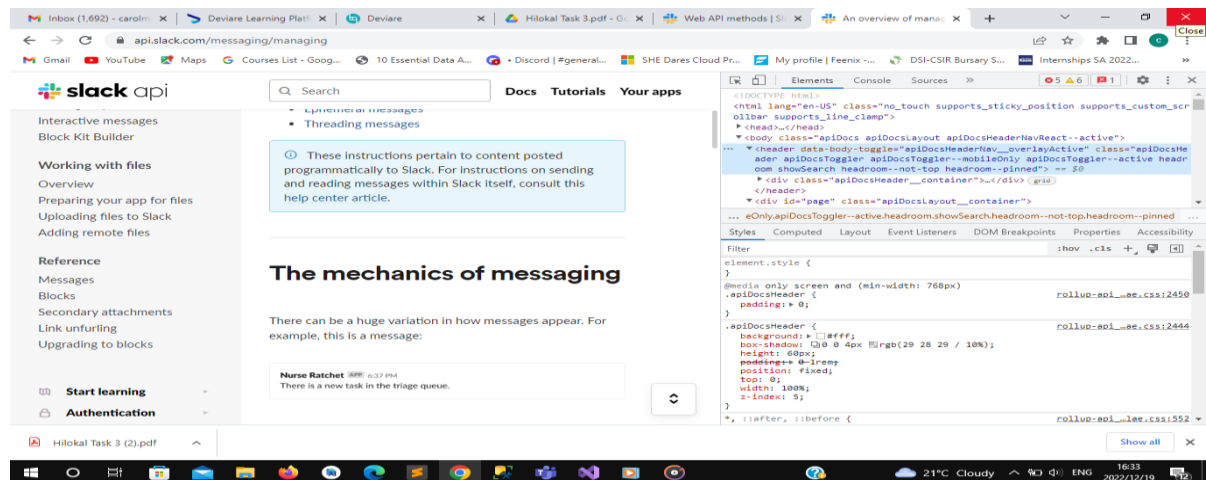 Inbox (1,692) - carolm
Deviare Learning Platf
Deviare
Hilokal Task 3.pdf - Go
Web API methods | Sl
An overview of manag
Close
api.slack.com/messaging/managing
Gmail
YouTube
Maps
Courses List - Goog...
10 Essential Data A...
• Discord | #general...
SHE Dares Cloud Pr...
My profile | Feenix -...
DSI-CSIR Bursary S...
Internships SA 2022...
»
slack api
Search
Docs Tutorials Your apps
Interactive messages
Block Kit Builder
Working with files
Overview
Preparing your app for files
Uploading files to Slack
Adding remote files
Reference
Messages
Blocks
Secondary attachments
Link unfurling
Upgrading to blocks
Start learning
Authentication
• Ephemeral messages
• Threading messages
These instructions pertain to content posted
programmatically to Slack. For instructions on sending
and reading messages within Slack itself, consult this
help center article.
The mechanics of messaging
There can be a huge variation in how messages appear. For
example, this is a message:
Nurse Ratchet APP 6:37 PM
There is a new task in the triage queue.
Elements Console Sources » 5 6 1
<!DOCTYPE html>
<html lang="en-US" class="no_touch supports_sticky_position supports_custom_scr
ollbar supports_line_clamp">
<head>…</head>
<body class="apiDocs apiDocsLayout apiDocsHeaderNavReact--active">
<header data-body-toggle="apiDocsHeaderNav__overlayActive" class="apiDocsHe
ader apiDocsToggler apiDocsToggler--mobileOnly apiDocsToggler--active headr
oom showSearch headroom--not-top headroom--pinned"> == $0
<div class="apiDocsHeader__container">…</div> grid
</header>
<div id="page" class="apiDocsLayout__container">
... eOnly.apiDocsToggler--active.headroom.showSearch.headroom--not-top.headroom--pinned ...
Styles Computed Layout Event Listeners DOM Breakpoints Properties Accessibility
Filter :hov .cls +
element.style {
}
@media only screen and (min-width: 768px)
.apiDocsHeader { rollup-api_…ae.css:2450
padding: 0;
}
.apiDocsHeader { rollup-api_…ae.css:2444
background: #fff;
box-shadow: 0 0 4px rgb(29 28 29 / 10%);
height: 60px;
padding: 0 1rem;
position: fixed;
top: 0;
width: 100%;
z-index: 5;
}
*, ::after, ::before { rollup-api_…lae.css:552
Hilokal Task 3 (2).pdf
Show all
21°C Cloudy
ENG
16:33
2022/12/19
12